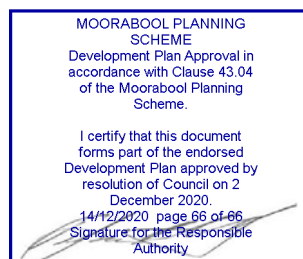 MOORABOOL PLANNING
SCHEME
Development Plan Approval in
accordance with Clause 43.04
of the Moorabool Planning
Scheme.
I certify that this document
forms part of the endorsed
Development Plan approved by
resolution of Council on 2
December 2020.
14/12/2020 page 66 of 66
Signature for the Responsible
Authority